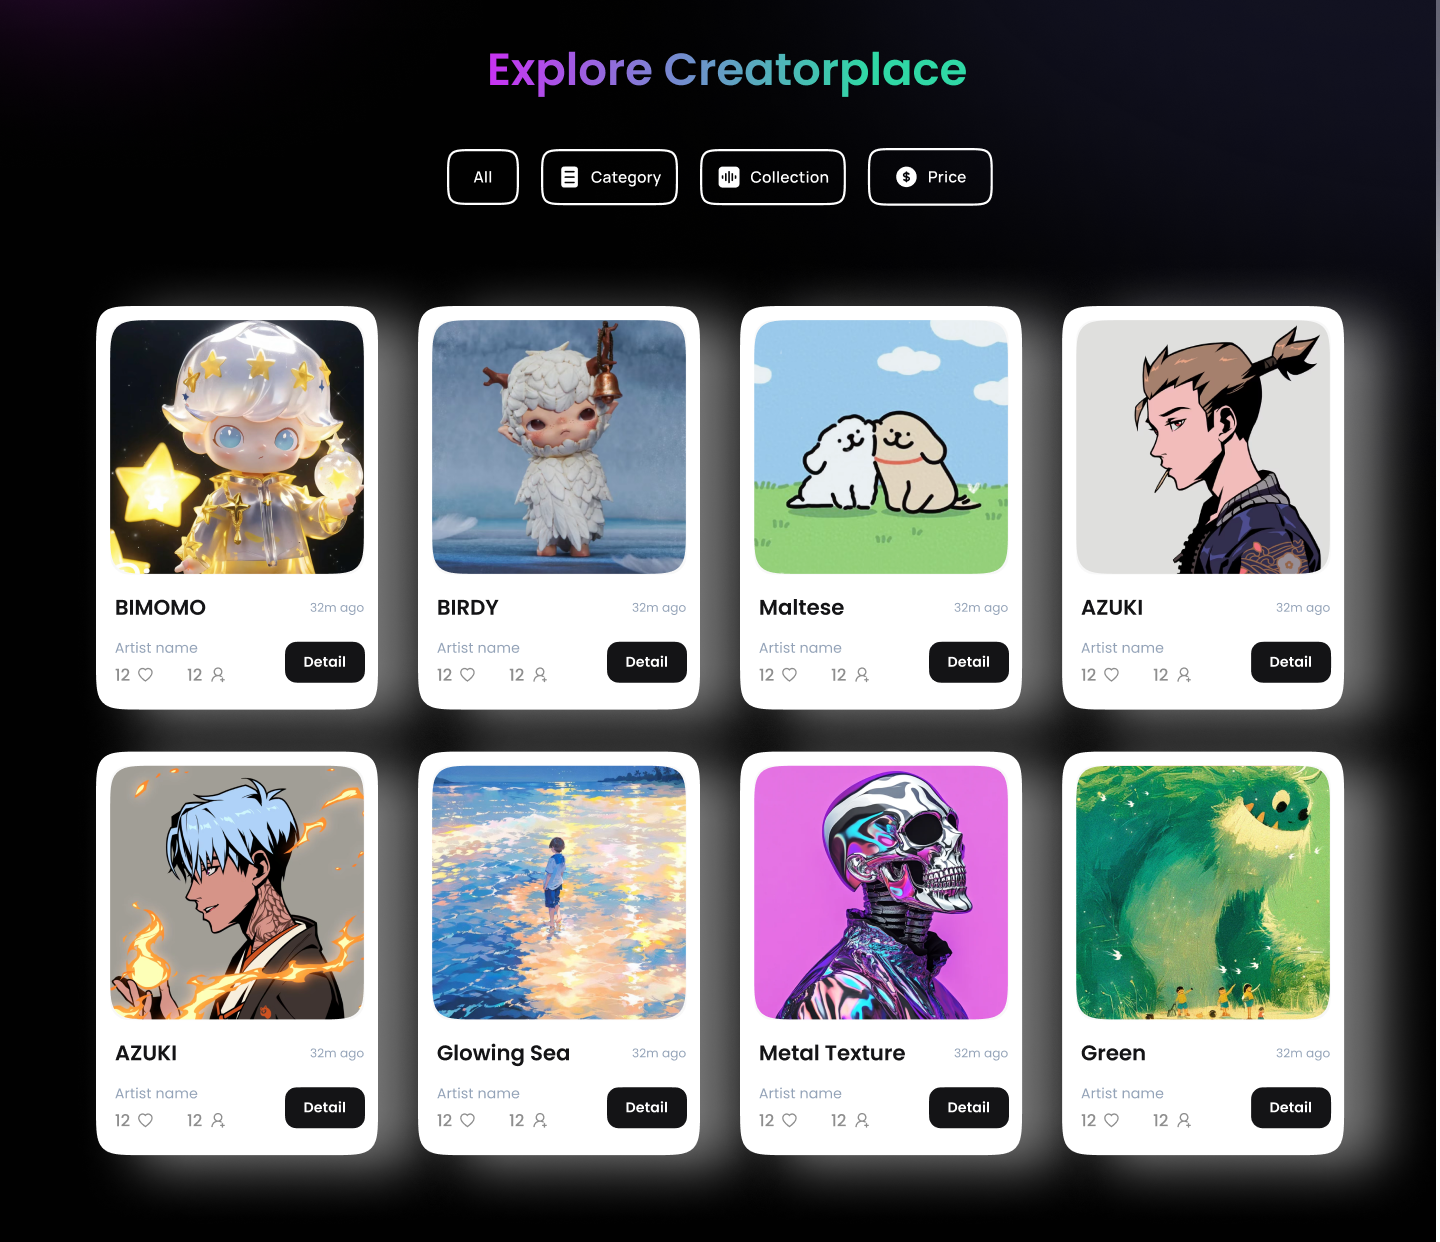 Explore Creatorplace
All Category Collection Price
BIMOMO 32m ago
Artist name
12 12 Detail
BIRDY 32m ago
Artist name
12 12 Detail
Maltese 32m ago
Artist name
12 12 Detail
AZUKI 32m ago
Artist name
12 12 Detail
AZUKI 32m ago
Artist name
12 12 Detail
Glowing Sea 32m ago
Artist name
12 12 Detail
Metal Texture 32m ago
Artist name
12 12 Detail
Green 32m ago
Artist name
12 12 Detail